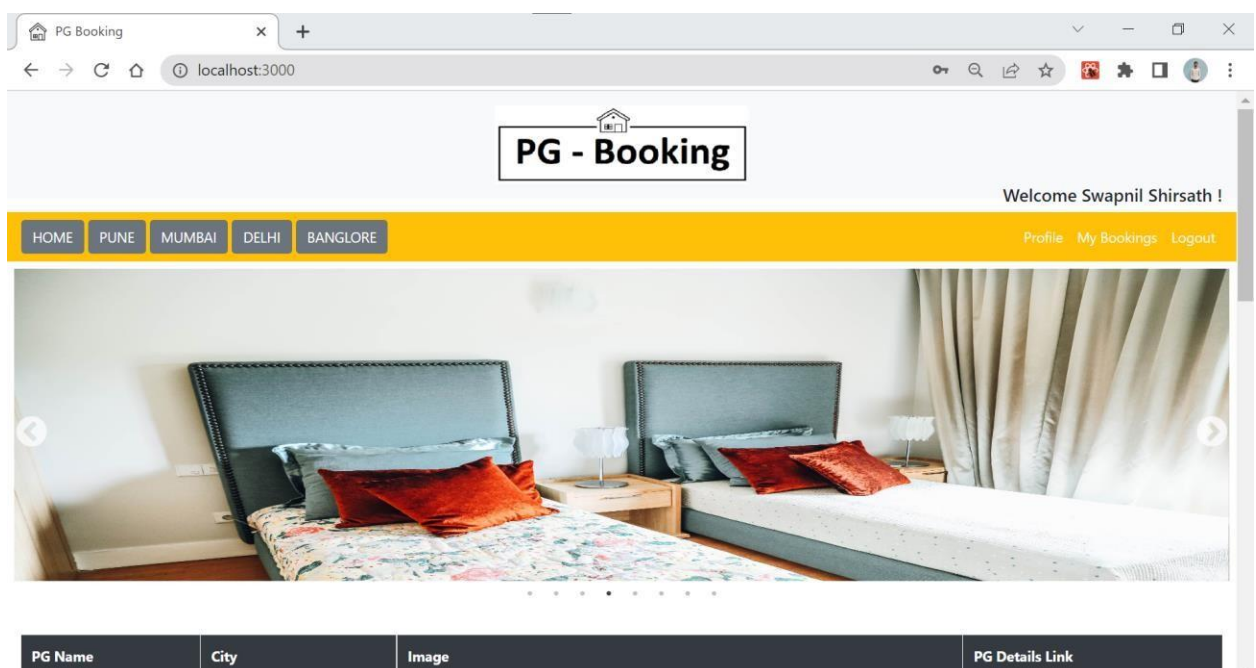 PG Booking
localhost:3000
PG - Booking
Welcome Swapnil Shirsath !
HOME PUNE MUMBAI DELHI BANGLORE Profile My Bookings Logout
PG Name City Image PG Details Link